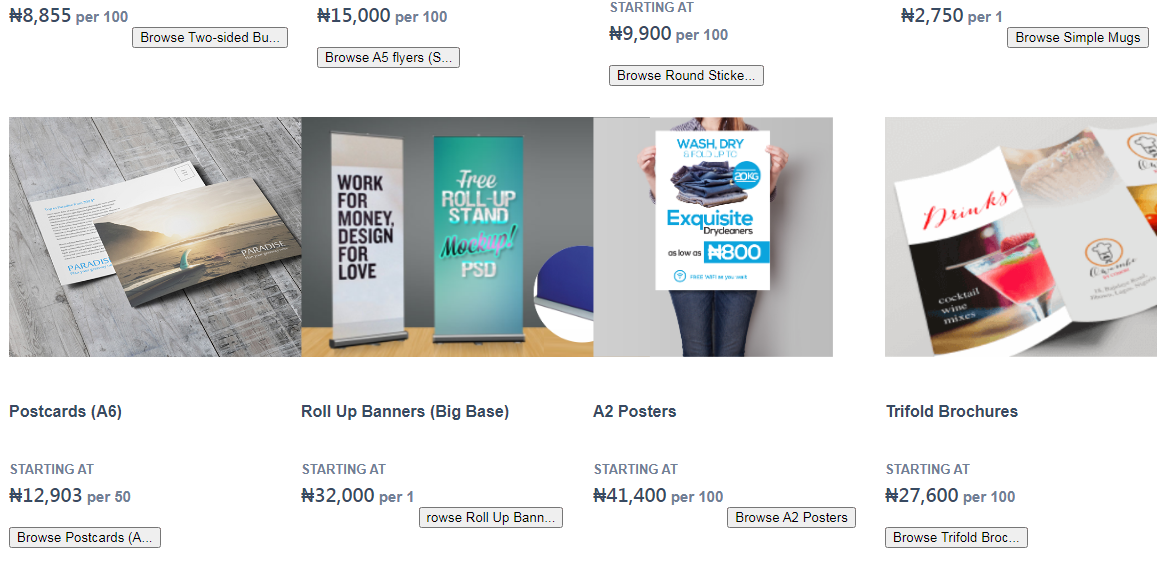 ₦8,855 per 100
Browse Two-sided Bu...
₦15,000 per 100
Browse A5 flyers (S...
STARTING AT
₦9,900 per 100
Browse Round Sticke...
₦2,750 per 1
Browse Simple Mugs
PARADISE
PARADISE
WORK
FOR
MONEY,
DESIGN
FOR
LOVE
Free
ROLL-UP
STAND
Mockup!
PSD
WASH, DRY
& FOLD UP TO
20KG
Exquisite
Drycleaners
as low as ₦800
FREE WiFi as you wait
Drinks
cocktail
wine
mixes
Postcards (A6)
STARTING AT
₦12,903 per 50
Browse Postcards (A...
Roll Up Banners (Big Base)
STARTING AT
₦32,000 per 1
rowse Roll Up Bann...
A2 Posters
STARTING AT
₦41,400 per 100
Browse A2 Posters
Trifold Brochures
STARTING AT
₦27,600 per 100
Browse Trifold Broc...